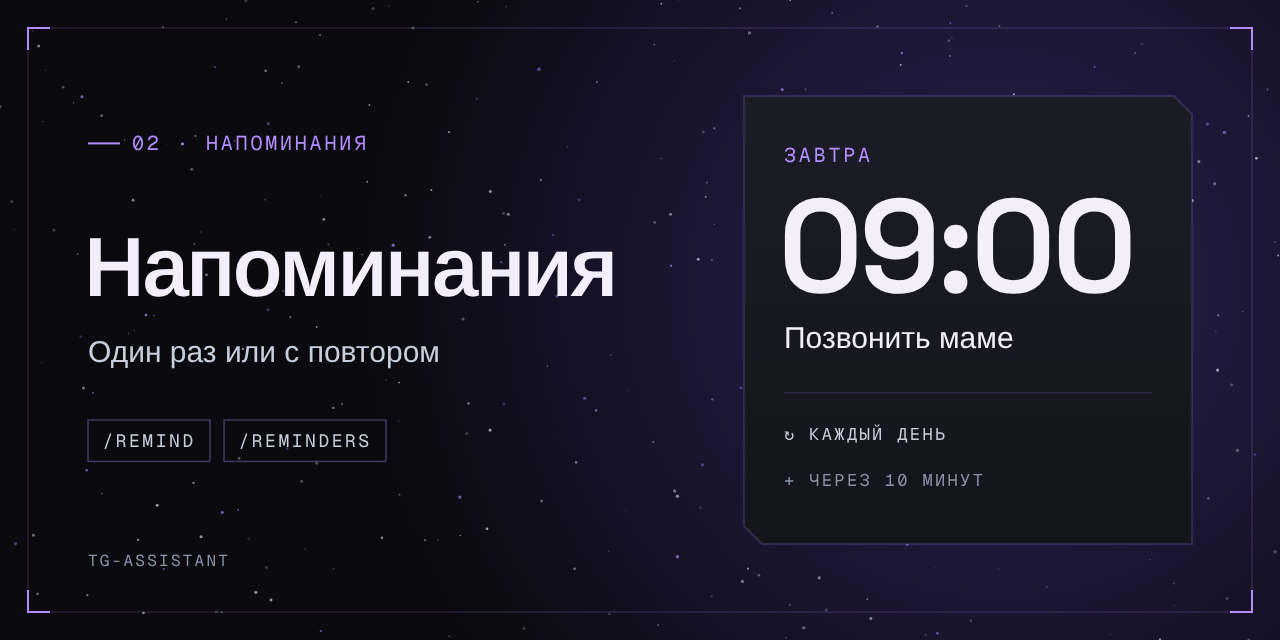 02 · НАПОМИНАНИЯ
Напоминания
Один раз или с повтором
/REMIND /REMINDERS
TG-ASSISTANT
ЗАВТРА
09:00
Позвонить маме
↻ КАЖДЫЙ ДЕНЬ
+ ЧЕРЕЗ 10 МИНУТ